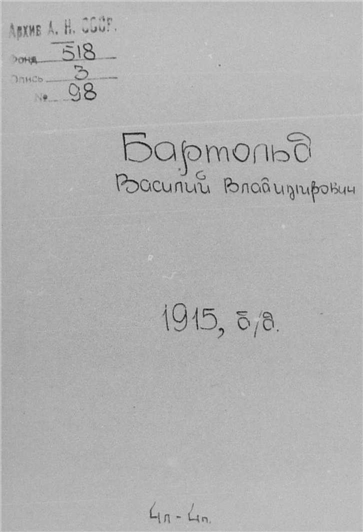 Архив А. Н. СССР.
Фонд 518
Опись 3
№ 98
Бартольд
Василий Владимирович
1915, б/д.
4п - 4л.